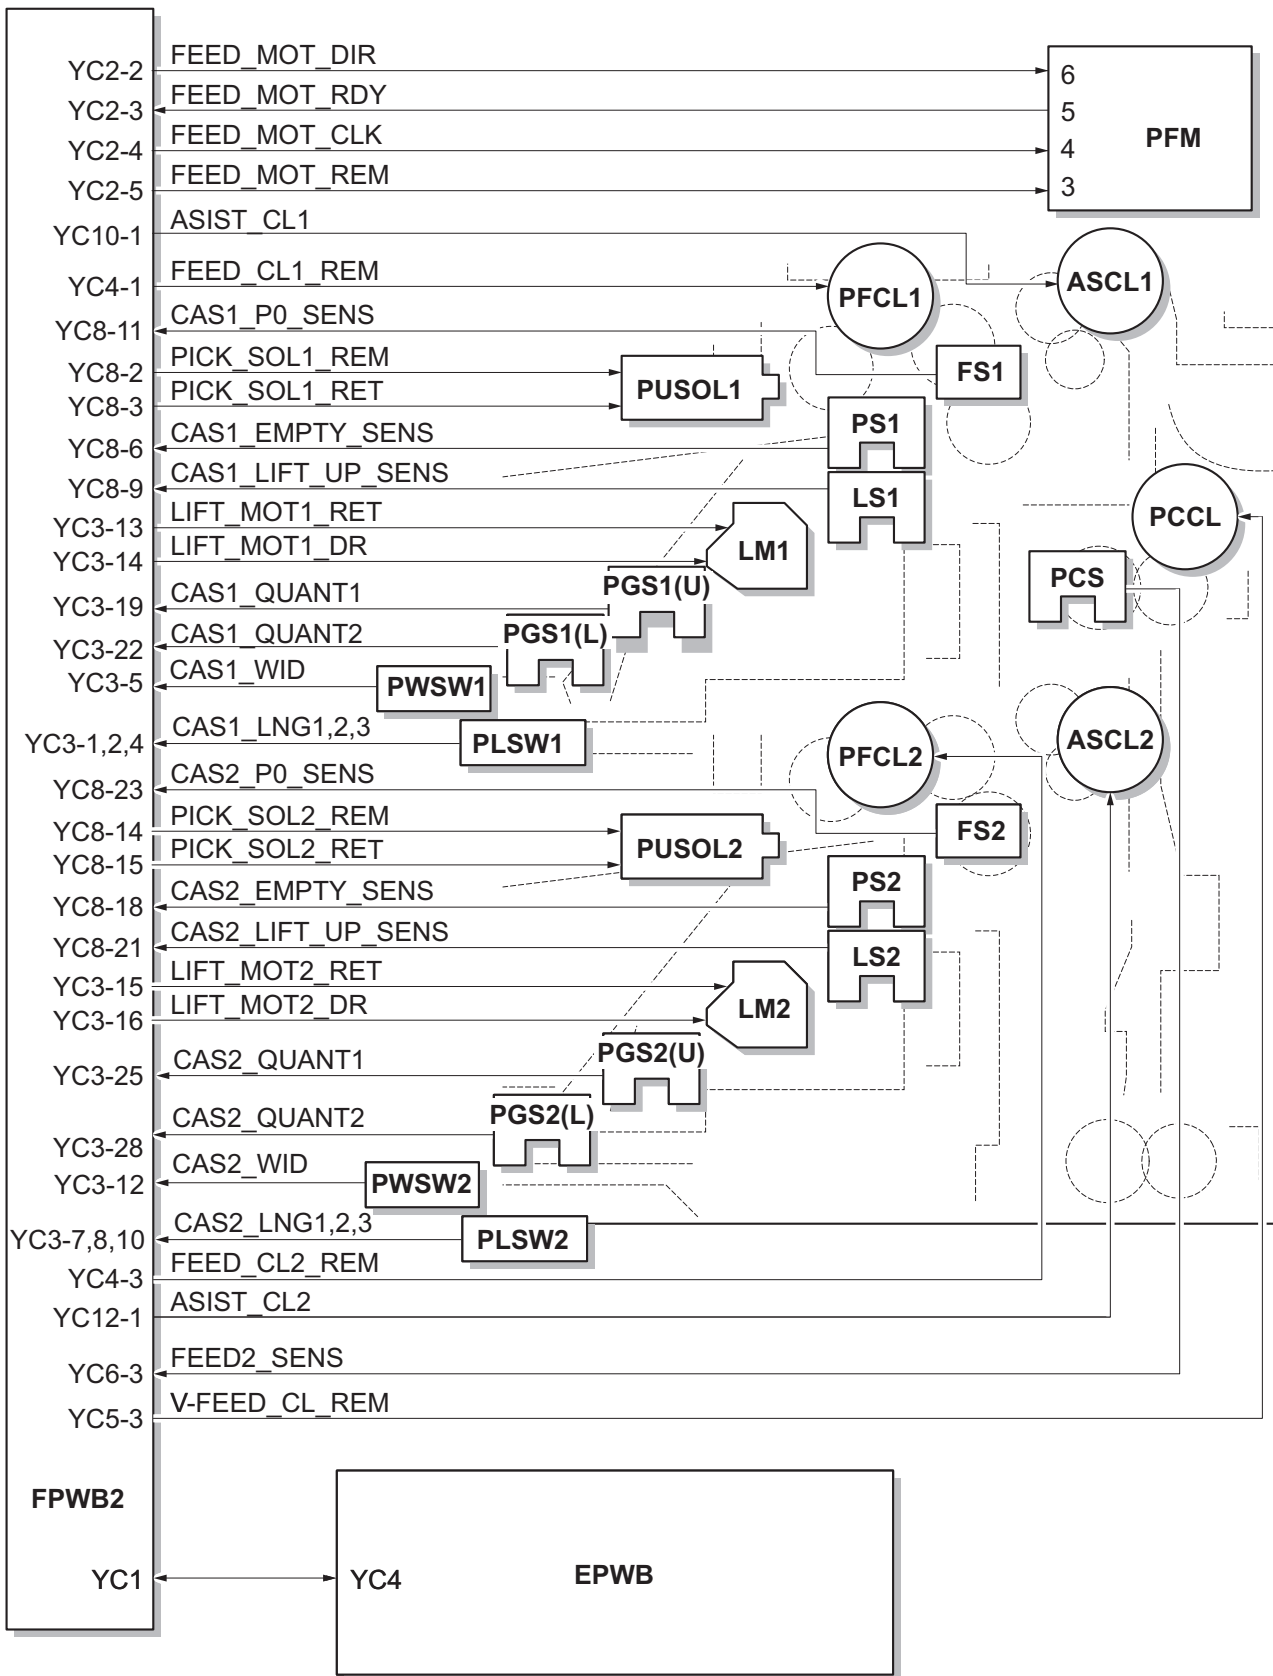 YC2-2 FEED_MOT_DIR 6
YC2-3 FEED_MOT_RDY 5
PFM
YC2-4 FEED_MOT_CLK 4
YC2-5 FEED_MOT_REM 3
YC10-1 ASIST_CL1
ASCL1
YC4-1 FEED_CL1_REM PFCL1
YC8-11 CAS1_P0_SENS
FS1
YC8-2 PICK_SOL1_REM
PUSOL1
YC8-3 PICK_SOL1_RET
PS1
YC8-6 CAS1_EMPTY_SENS
YC8-9 CAS1_LIFT_UP_SENS
LS1
PCCL
YC3-13 LIFT_MOT1_RET
LM1
YC3-14 LIFT_MOT1_DR
PCS
PGS1(U)
YC3-19 CAS1_QUANT1
PGS1(L)
YC3-22 CAS1_QUANT2
YC3-5 CAS1_WID
PWSW1
YC3-1,2,4 CAS1_LNG1,2,3
PLSW1
ASCL2
PFCL2
YC8-23 CAS2_P0_SENS
FS2
YC8-14 PICK_SOL2_REM
PUSOL2
YC8-15 PICK_SOL2_RET
PS2
YC8-18 CAS2_EMPTY_SENS
YC8-21 CAS2_LIFT_UP_SENS
LS2
YC3-15 LIFT_MOT2_RET
LM2
YC3-16 LIFT_MOT2_DR
PGS2(U)
YC3-25 CAS2_QUANT1
PGS2(L)
YC3-28 CAS2_QUANT2
YC3-12 CAS2_WID
PWSW2
YC3-7,8,10 CAS2_LNG1,2,3
PLSW2
YC4-3 FEED_CL2_REM
YC12-1 ASIST_CL2
YC6-3 FEED2_SENS
YC5-3 V-FEED_CL_REM
FPWB2
YC1 YC4 EPWB